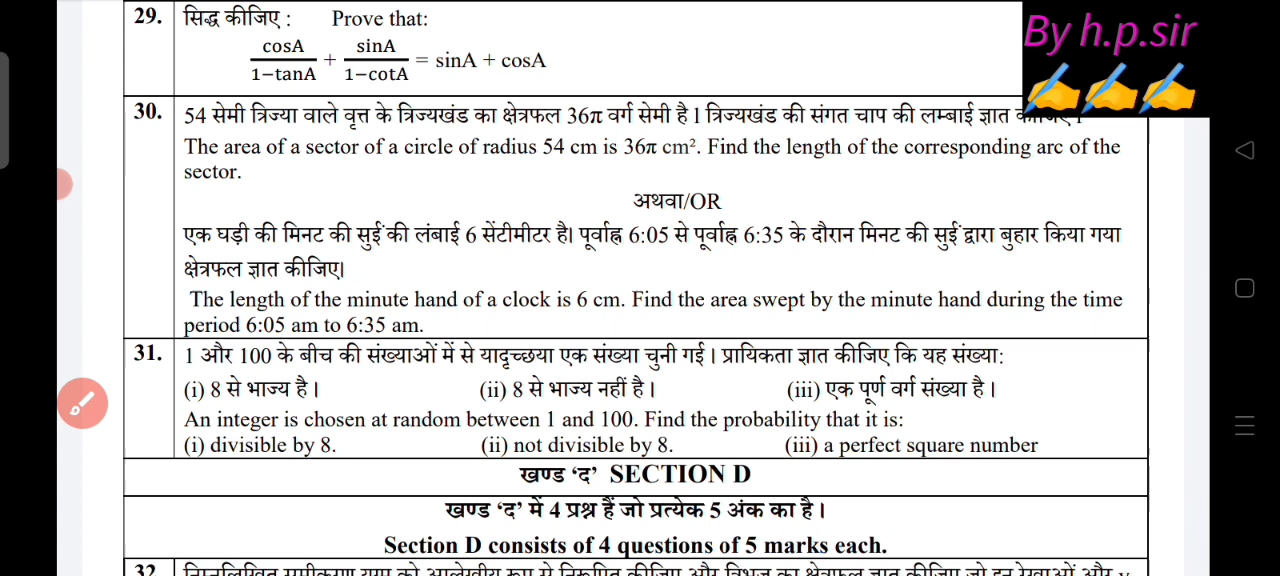 29. सिद्ध कीजिए : Prove that:
cosA/1−tanA + sinA/1−cotA = sinA + cosA
By h.p.sir
30. 54 सेमी त्रिज्या वाले वृत्त के त्रिज्यखंड का क्षेत्रफल 36π वर्ग सेमी है l त्रिज्यखंड की संगत चाप की लम्बाई ज्ञात
The area of a sector of a circle of radius 54 cm is 36π cm². Find the length of the corresponding arc of the
sector.
अथवा/OR
एक घड़ी की मिनट की सुई की लंबाई 6 सेंटीमीटर है। पूर्वाह्न 6:05 से पूर्वाह्न 6:35 के दौरान मिनट की सुई द्वारा बुहार किया गया
क्षेत्रफल ज्ञात कीजिए।
The length of the minute hand of a clock is 6 cm. Find the area swept by the minute hand during the time
period 6:05 am to 6:35 am.
31. 1 और 100 के बीच की संख्याओं में से यादृच्छया एक संख्या चुनी गई । प्रायिकता ज्ञात कीजिए कि यह संख्या:
(i) 8 से भाज्य है । (ii) 8 से भाज्य नहीं है । (iii) एक पूर्ण वर्ग संख्या है ।
An integer is chosen at random between 1 and 100. Find the probability that it is:
(i) divisible by 8. (ii) not divisible by 8. (iii) a perfect square number
खण्ड ‘द’ SECTION D
खण्ड ‘द’ में 4 प्रश्न हैं जो प्रत्येक 5 अंक का है ।
Section D consists of 4 questions of 5 marks each.
32